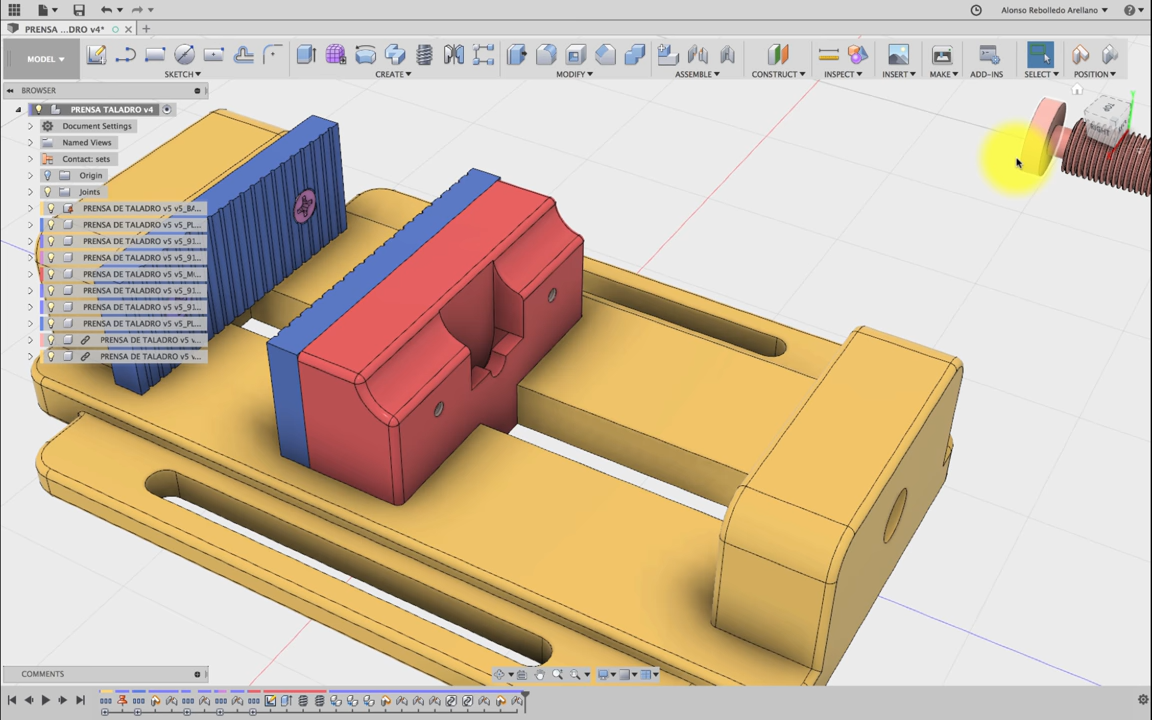 Alonso Rebolledo Arellano
PRENSA ...DRO v4*
MODEL
SKETCH
CREATE
MODIFY
ASSEMBLE
CONSTRUCT
INSPECT
INSERT
MAKE
ADD-INS
SELECT
POSITION
BROWSER
PRENSA TALADRO v4
Document Settings
Named Views
Contact: sets
Origin
Joints
PRENSA DE TALADRO v5 v5_BA...
PRENSA DE TALADRO v5 v5_PL...
PRENSA DE TALADRO v5 v5_91...
PRENSA DE TALADRO v5 v5_91...
PRENSA DE TALADRO v5 v5_M...
PRENSA DE TALADRO v5 v5_91...
PRENSA DE TALADRO v5 v5_91...
PRENSA DE TALADRO v5 v5_PL...
PRENSA DE TALADRO v5 v...
PRENSA DE TALADRO v5 v...
COMMENTS